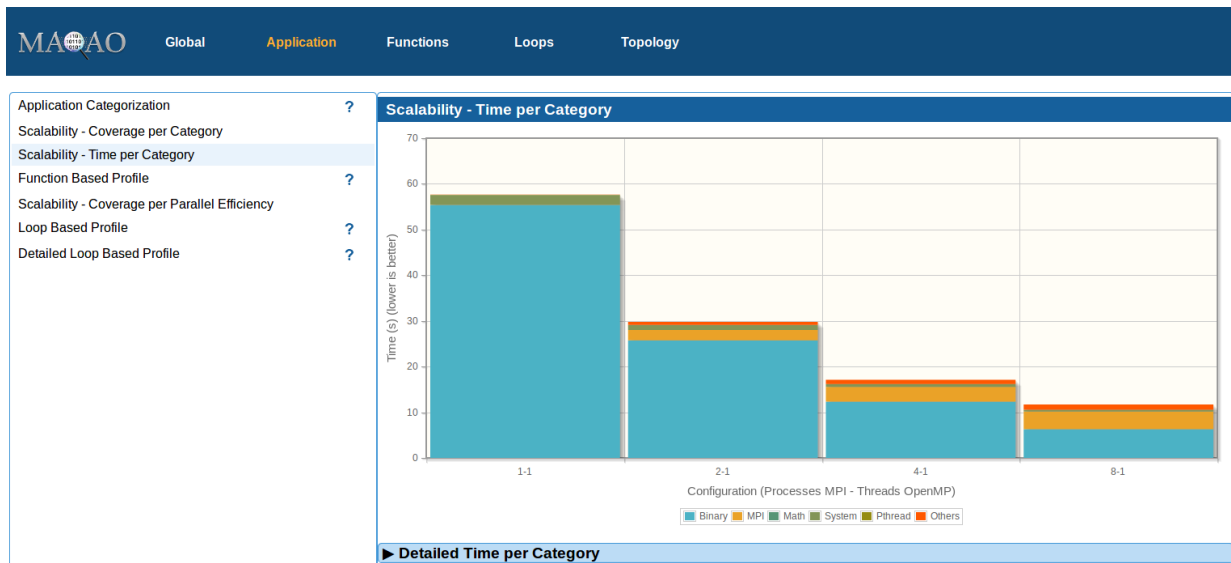 MAQAO Global Application Functions Loops Topology
Application Categorization ?
Scalability - Coverage per Category
Scalability - Time per Category
Function Based Profile ?
Scalability - Coverage per Parallel Efficiency
Loop Based Profile ?
Detailed Loop Based Profile ?
Scalability - Time per Category
70
60
50
40
30
20
10
0
Time (s) (lower is better)
1-1 2-1 4-1 8-1
Configuration (Processes MPI - Threads OpenMP)
Binary MPI Math System Pthread Others
▶ Detailed Time per Category